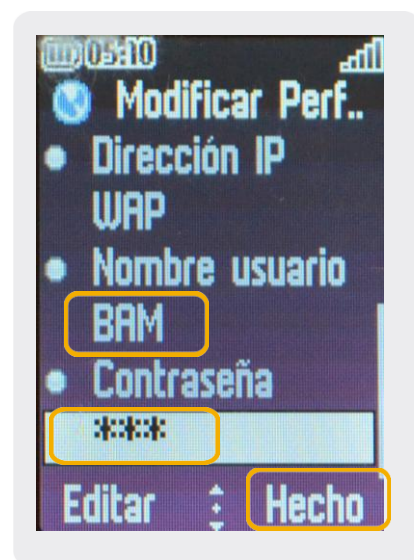 05:10
Modificar Perf..
Dirección IP
WAP
Nombre usuario
BAM
Contraseña
***
Editar Hecho